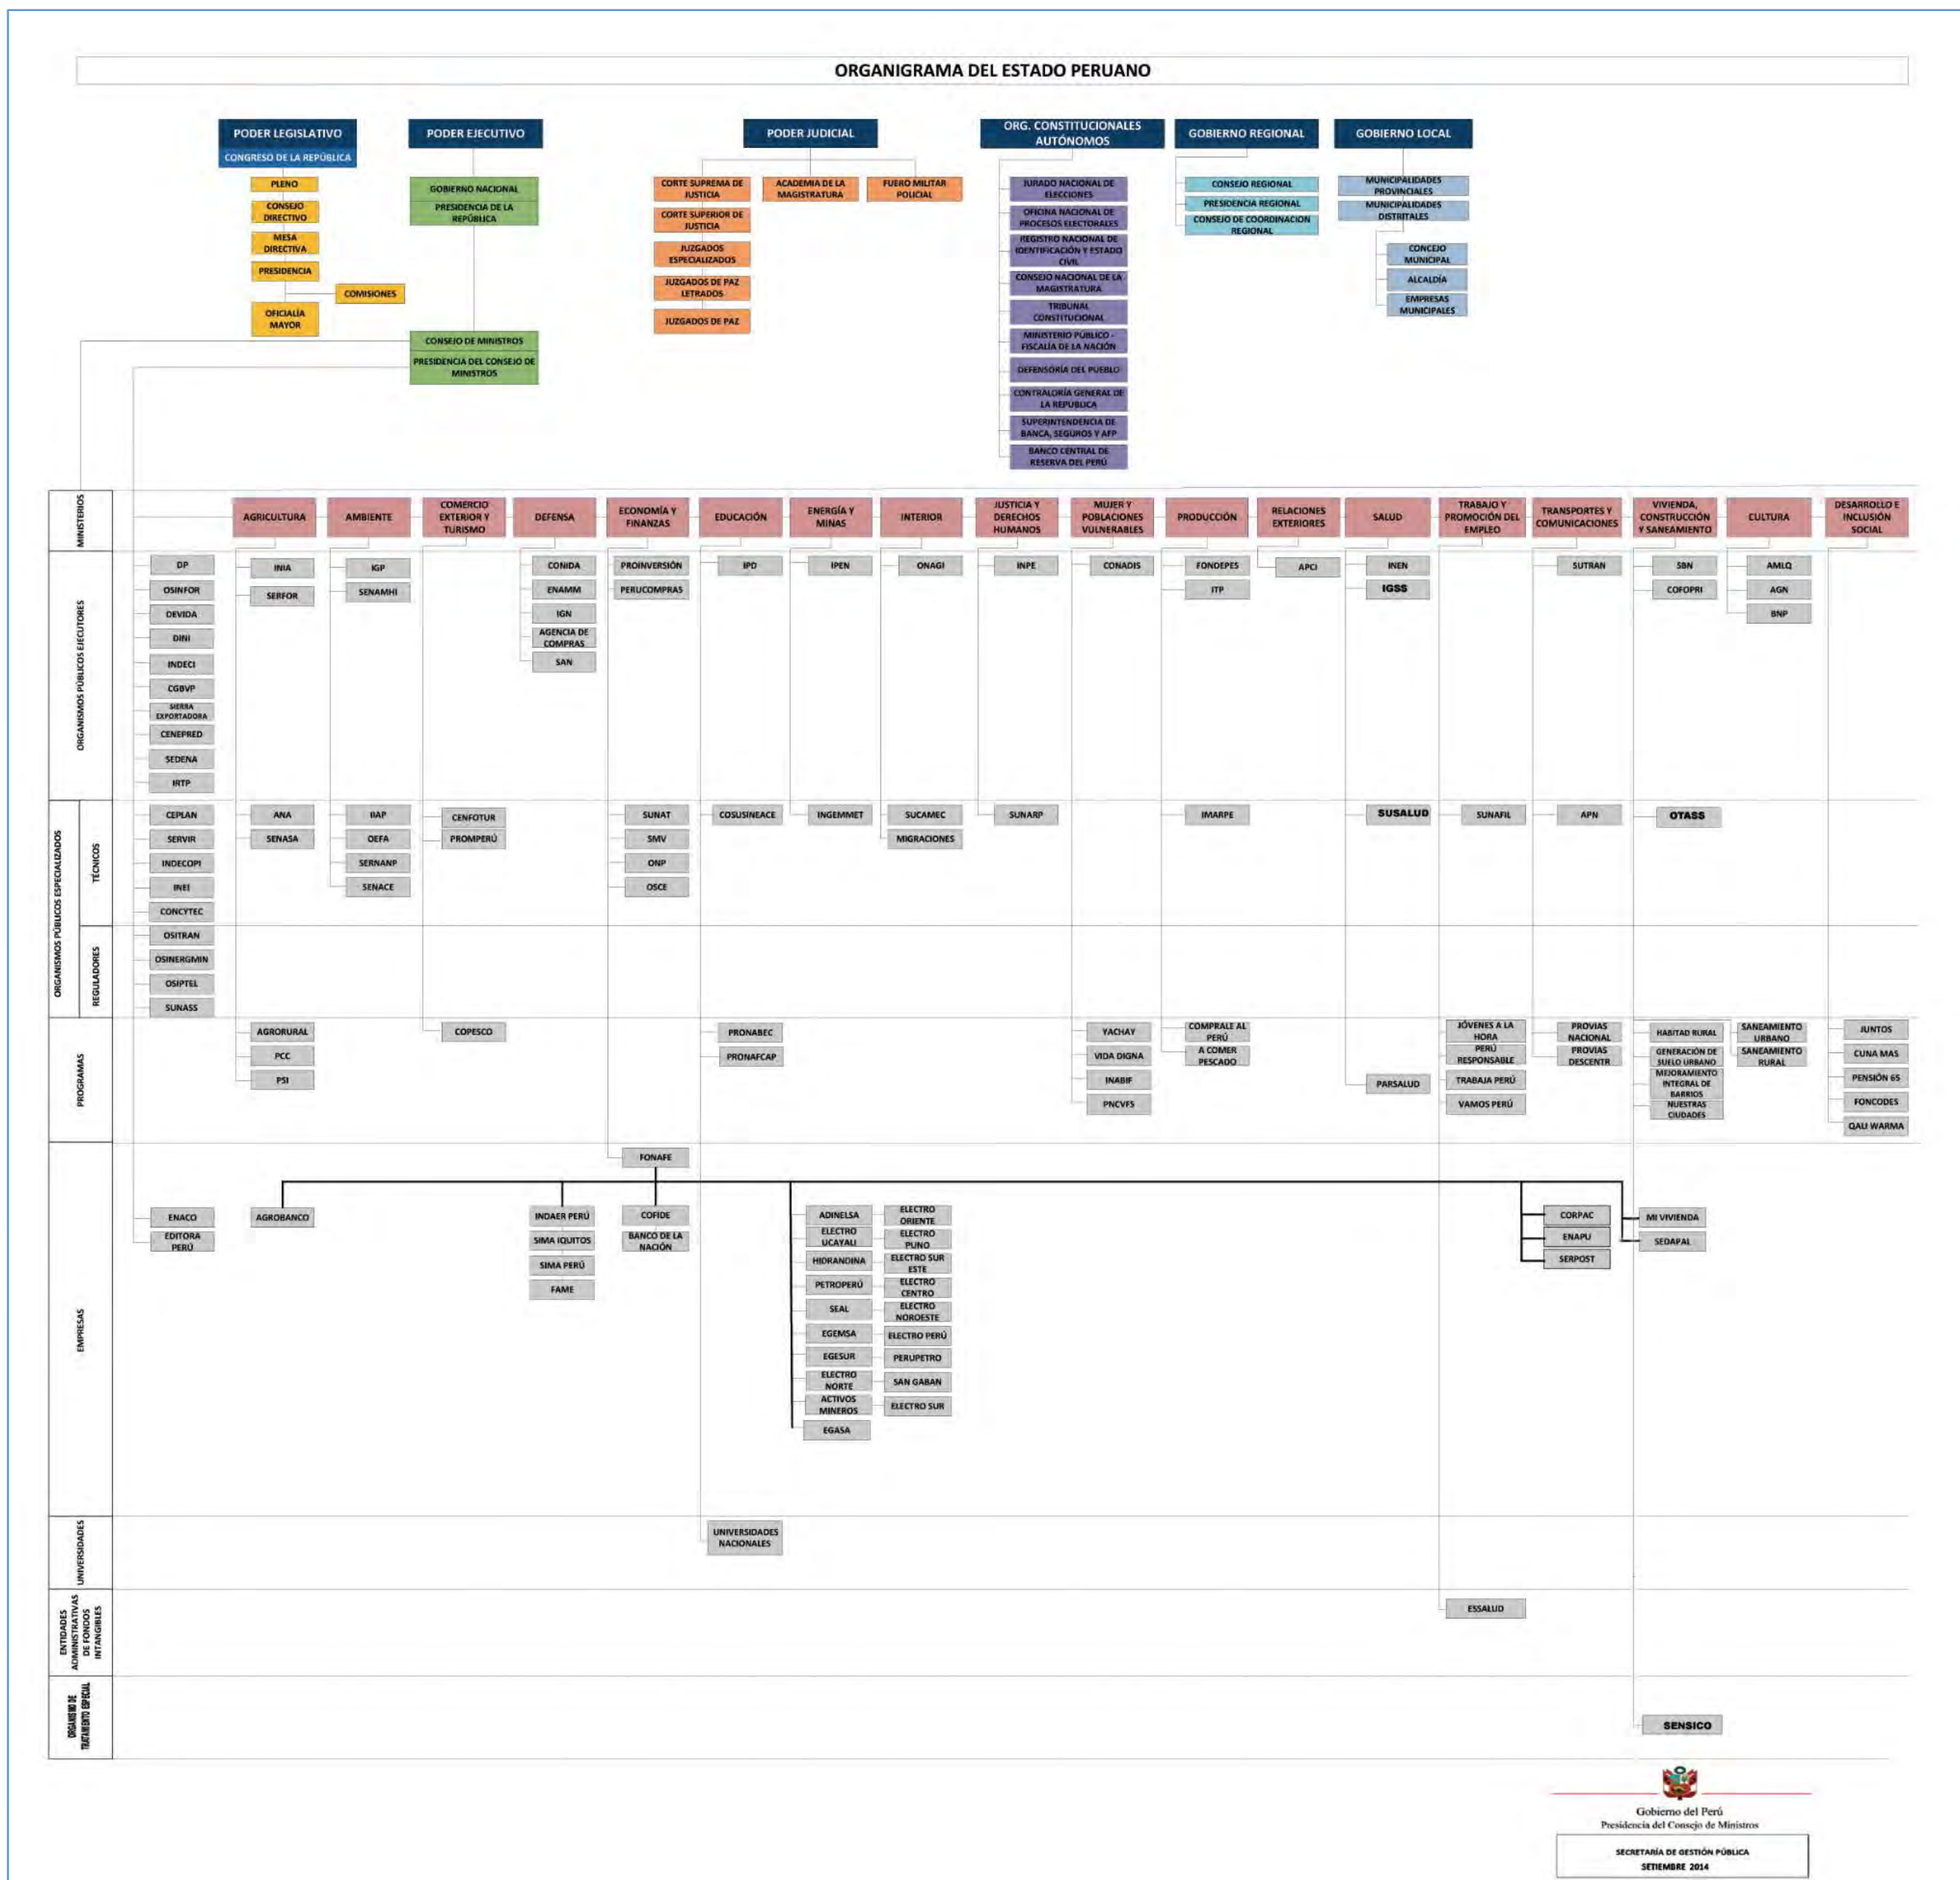 ORGANIGRAMA DEL ESTADO PERUANO
PODER LEGISLATIVO
CONGRESO DE LA REPÚBLICA
PLENO
CONSEJO
DIRECTIVO
MESA
DIRECTIVA
PRESIDENCIA
COMISIONES
OFICIALÍA
MAYOR
PODER EJECUTIVO
GOBIERNO NACIONAL
PRESIDENCIA DE LA
REPÚBLICA
CONSEJO DE MINISTROS
PRESIDENCIA DEL CONSEJO DE
MINISTROS
PODER JUDICIAL
CORTE SUPREMA DE
JUSTICIA
CORTE SUPERIOR DE
JUSTICIA
JUZGADOS
ESPECIALIZADOS
JUZGADOS DE PAZ
LETRADOS
JUZGADOS DE PAZ
ACADEMIA DE LA
MAGISTRATURA
FUERO MILITAR
POLICIAL
ORG. CONSTITUCIONALES
AUTÓNOMOS
JURADO NACIONAL DE
ELECCIONES
OFICINA NACIONAL DE
PROCESOS ELECTORALES
REGISTRO NACIONAL DE
IDENTIFICACIÓN Y ESTADO
CIVIL
CONSEJO NACIONAL DE LA
MAGISTRATURA
TRIBUNAL
CONSTITUCIONAL
MINISTERIO PÚBLICO -
FISCALÍA DE LA NACIÓN
DEFENSORÍA DEL PUEBLO
CONTRALORÍA GENERAL DE
LA REPÚBLICA
SUPERINTENDENCIA DE
BANCA, SEGUROS Y AFP
BANCO CENTRAL DE
RESERVA DEL PERÚ
GOBIERNO REGIONAL
CONSEJO REGIONAL
PRESIDENCIA REGIONAL
CONSEJO DE COORDINACION
REGIONAL
GOBIERNO LOCAL
MUNICIPALIDADES
PROVINCIALES
MUNICIPALIDADES
DISTRITALES
CONCEJO
MUNICIPAL
ALCALDÍA
EMPRESAS
MUNICIPALES
MINISTERIOS
AGRICULTURA
AMBIENTE
COMERCIO
EXTERIOR Y
TURISMO
DEFENSA
ECONOMÍA Y
FINANZAS
EDUCACIÓN
ENERGÍA Y
MINAS
INTERIOR
JUSTICIA Y
DERECHOS
HUMANOS
MUJER Y
POBLACIONES
VULNERABLES
PRODUCCIÓN
RELACIONES
EXTERIORES
SALUD
TRABAJO Y
PROMOCIÓN DEL
EMPLEO
TRANSPORTES Y
COMUNICACIONES
VIVIENDA,
CONSTRUCCIÓN
Y SANEAMIENTO
CULTURA
DESARROLLO E
INCLUSIÓN
SOCIAL
ORGANISMOS PÚBLICOS EJECUTORES
DP
OSINFOR
DEVIDA
DINI
INDECI
CGBVP
SIERRA
EXPORTADORA
CENEPRED
SEDENA
IRTP
INIA
SERFOR
IGP
SENAMHI
CONIDA
ENAMM
IGN
AGENCIA DE
COMPRAS
SAN
PROINVERSIÓN
PERUCOMPRAS
IPD
IPEN
ONAGI
INPE
CONADIS
FONDEPES
ITP
APCI
INEN
IGSS
SUTRAN
SBN
COFOPRI
AMLQ
AGN
BNP
ORGANISMOS PÚBLICOS ESPECIALIZADOS
TÉCNICOS
CEPLAN
SERVIR
INDECOPI
INEI
CONCYTEC
ANA
SENASA
IIAP
OEFA
SERNANP
SENACE
CENFOTUR
PROMPERÚ
SUNAT
SMV
ONP
OSCE
COSUSINEACE
INGEMMET
SUCAMEC
MIGRACIONES
SUNARP
IMARPE
SUSALUD
SUNAFIL
APN
OTASS
REGULADORES
OSITRAN
OSINERGMIN
OSIPTEL
SUNASS
PROGRAMAS
AGRORURAL
PCC
PSI
COPESCO
PRONABEC
PRONAFCAP
YACHAY
VIDA DIGNA
INABIF
PNCVFS
COMPRALE AL
PERÚ
A COMER
PESCADO
PARSALUD
JÓVENES A LA
HORA
PERÚ
RESPONSABLE
TRABAJA PERÚ
VAMOS PERÚ
PROVIAS
NACIONAL
PROVIAS
DESCENTR
HABITAD RURAL
GENERACIÓN DE
SUELO URBANO
MEJORAMIENTO
INTEGRAL DE
BARRIOS
NUESTRAS
CIUDADES
SANEAMIENTO
URBANO
SANEAMIENTO
RURAL
JUNTOS
CUNA MAS
PENSIÓN 65
FONCODES
QALI WARMA
EMPRESAS
FONAFE
ENACO
EDITORA
PERÚ
AGROBANCO
INDAER PERÚ
SIMA IQUITOS
SIMA PERÚ
FAME
COFIDE
BANCO DE LA
NACIÓN
ADINELSA
ELECTRO
UCAYALI
HIDRANDINA
PETROPERÚ
SEAL
EGEMSA
EGESUR
ELECTRO
NORTE
ACTIVOS
MINEROS
EGASA
ELECTRO
ORIENTE
ELECTRO
PUNO
ELECTRO SUR
ESTE
ELECTRO
CENTRO
ELECTRO
NOROESTE
ELECTRO PERÚ
PERUPETRO
SAN GABAN
ELECTRO SUR
CORPAC
ENAPU
SERPOST
MI VIVIENDA
SEDAPAL
UNIVERSIDADES
UNIVERSIDADES
NACIONALES
ENTIDADES
ADMINISTRATIVAS
DE FONDOS
INTANGIBLES
ESSALUD
ORGANISMO DE
TRATAMIENTO ESPECIAL
SENSICO
Gobierno del Perú
Presidencia del Consejo de Ministros
SECRETARÍA DE GESTIÓN PÚBLICA
SETIEMBRE 2014